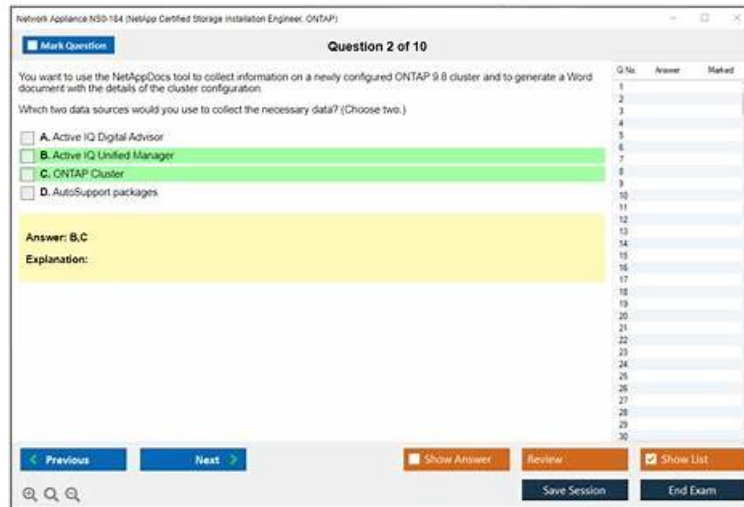 Network Appliance NS0-184 (NetApp Certified Storage Installation Engineer, ONTAP)
Mark Question
Question 2 of 10
Q No. Answer Marked
You want to use the NetAppDocs tool to collect information on a newly configured ONTAP 9.8 cluster and to generate a Word
document with the details of the cluster configuration
Which two data sources would you use to collect the necessary data? (Choose two.)
A. Active IQ Digital Advisor
B. Active IQ Unified Manager
C. ONTAP Cluster
D. AutoSupport packages
Answer: B,C
Explanation:
1
2
3
4
5
6
7
8
9
10
11
12
13
14
15
16
17
18
19
20
21
22
23
24
25
26
27
28
29
30
Previous
Next
Show Answer
Review
Show List
Save Session
End Exam